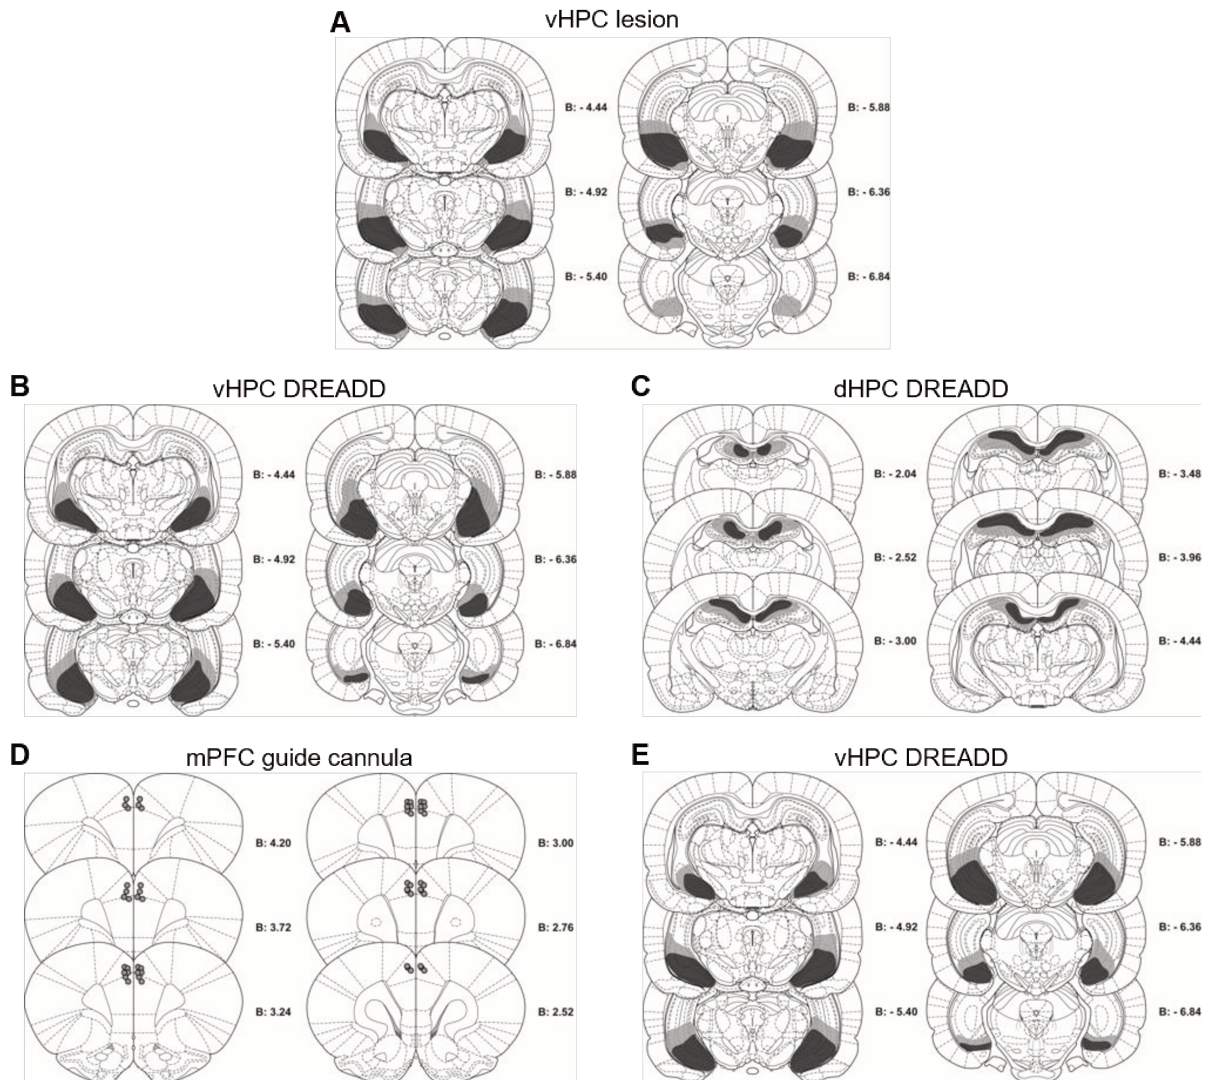 A
vHPC lesion
B: - 4.44
B: - 5.88
B: - 4.92
B: - 6.36
B: - 5.40
B: - 6.84
B
vHPC DREADD
B: - 4.44
B: - 5.88
B: - 4.92
B: - 6.36
B: - 5.40
B: - 6.84
C
dHPC DREADD
B: - 2.04
B: - 3.48
B: - 2.52
B: - 3.96
B: - 3.00
B: - 4.44
D
mPFC guide cannula
B: 4.20
B: 3.00
B: 3.72
B: 2.76
B: 3.24
B: 2.52
E
vHPC DREADD
B: - 4.44
B: - 5.88
B: - 4.92
B: - 6.36
B: - 5.40
B: - 6.84